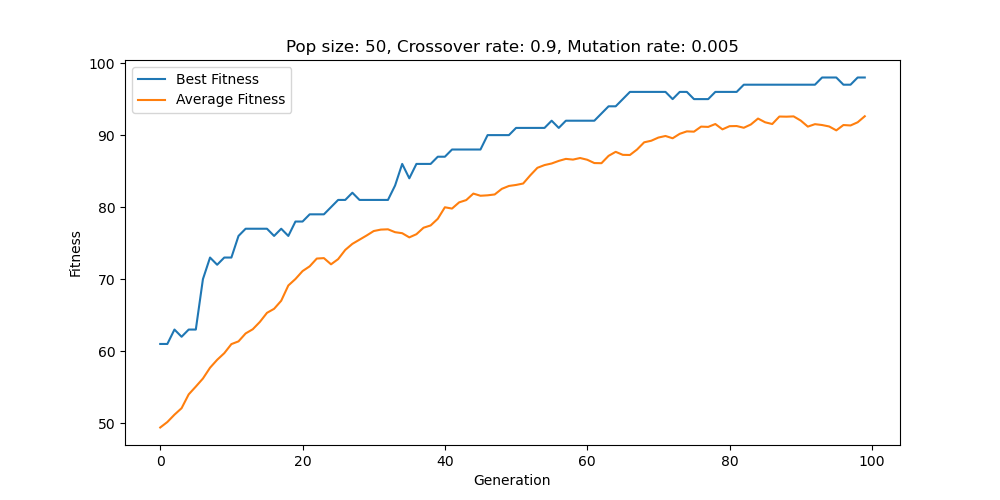 Pop size: 50, Crossover rate: 0.9, Mutation rate: 0.005
Best Fitness
Average Fitness
100
90
80
70
60
50
Fitness
0 20 40 60 80 100
Generation